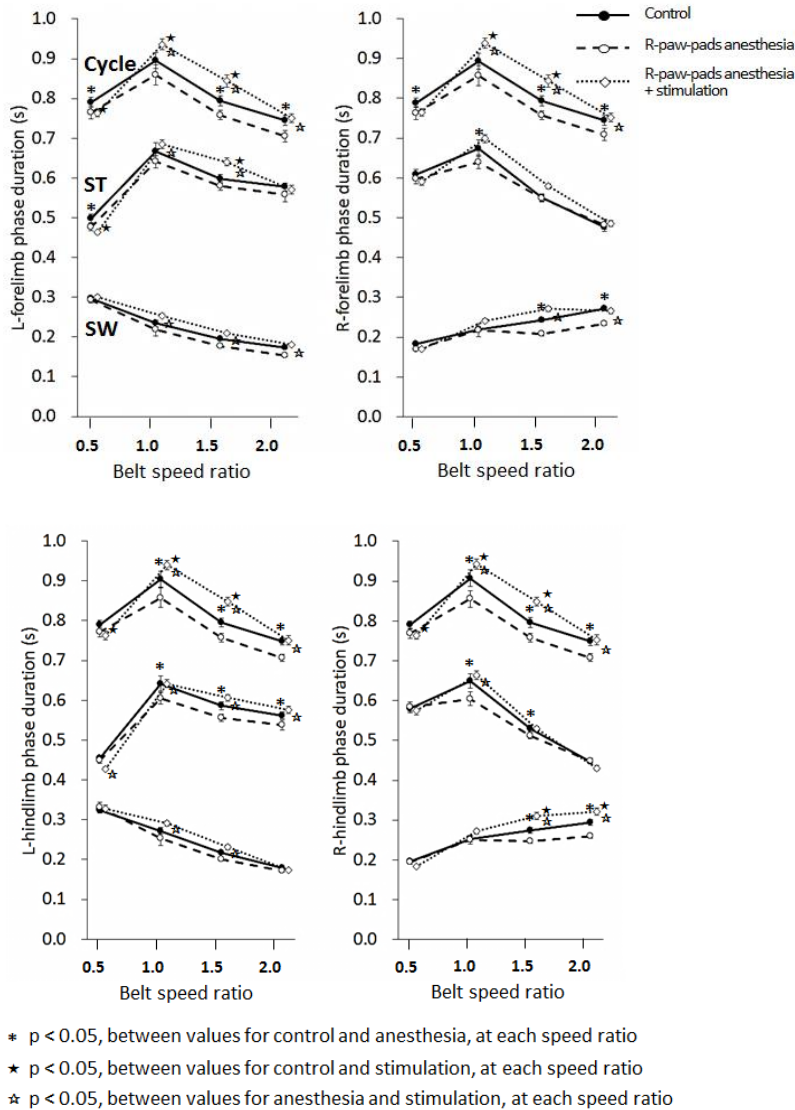 Control
R-paw-pads anesthesia
R-paw-pads anesthesia
+ stimulation
L-forelimb phase duration (s)
1.0
0.9
0.8
0.7
0.6
0.5
0.4
0.3
0.2
0.1
0.0
Cycle
ST
SW
0.5 1.0 1.5 2.0
Belt speed ratio
R-forelimb phase duration (s)
1.0
0.9
0.8
0.7
0.6
0.5
0.4
0.3
0.2
0.1
0.0
0.5 1.0 1.5 2.0
Belt speed ratio
L-hindlimb phase duration (s)
1.0
0.9
0.8
0.7
0.6
0.5
0.4
0.3
0.2
0.1
0.0
0.5 1.0 1.5 2.0
Belt speed ratio
R-hindlimb phase duration (s)
1.0
0.9
0.8
0.7
0.6
0.5
0.4
0.3
0.2
0.1
0.0
0.5 1.0 1.5 2.0
Belt speed ratio
* p < 0.05, between values for control and anesthesia, at each speed ratio
★ p < 0.05, between values for control and stimulation, at each speed ratio
☆ p < 0.05, between values for anesthesia and stimulation, at each speed ratio